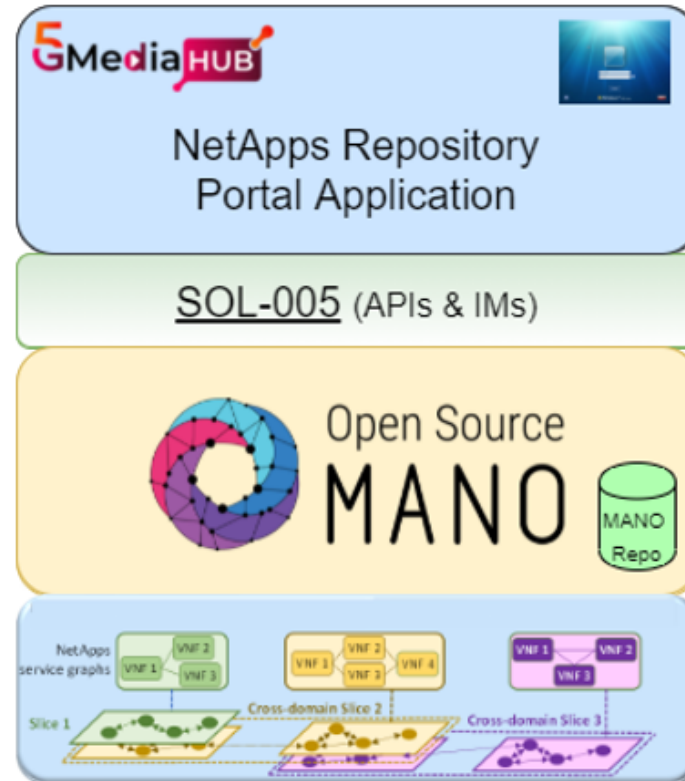 5GMediaHUB
NetApps Repository
Portal Application
SOL-005 (APIs & IMs)
Open Source
MANO
MANO
Repo
NetApps
service graphs
VNF 1
VNF 2
VNF 3
VNF 1
VNF 2
VNF 3
VNF 4
VNF 1
VNF 2
VNF 3
Slice 1
Cross-domain Slice 2
Cross-domain Slice 3